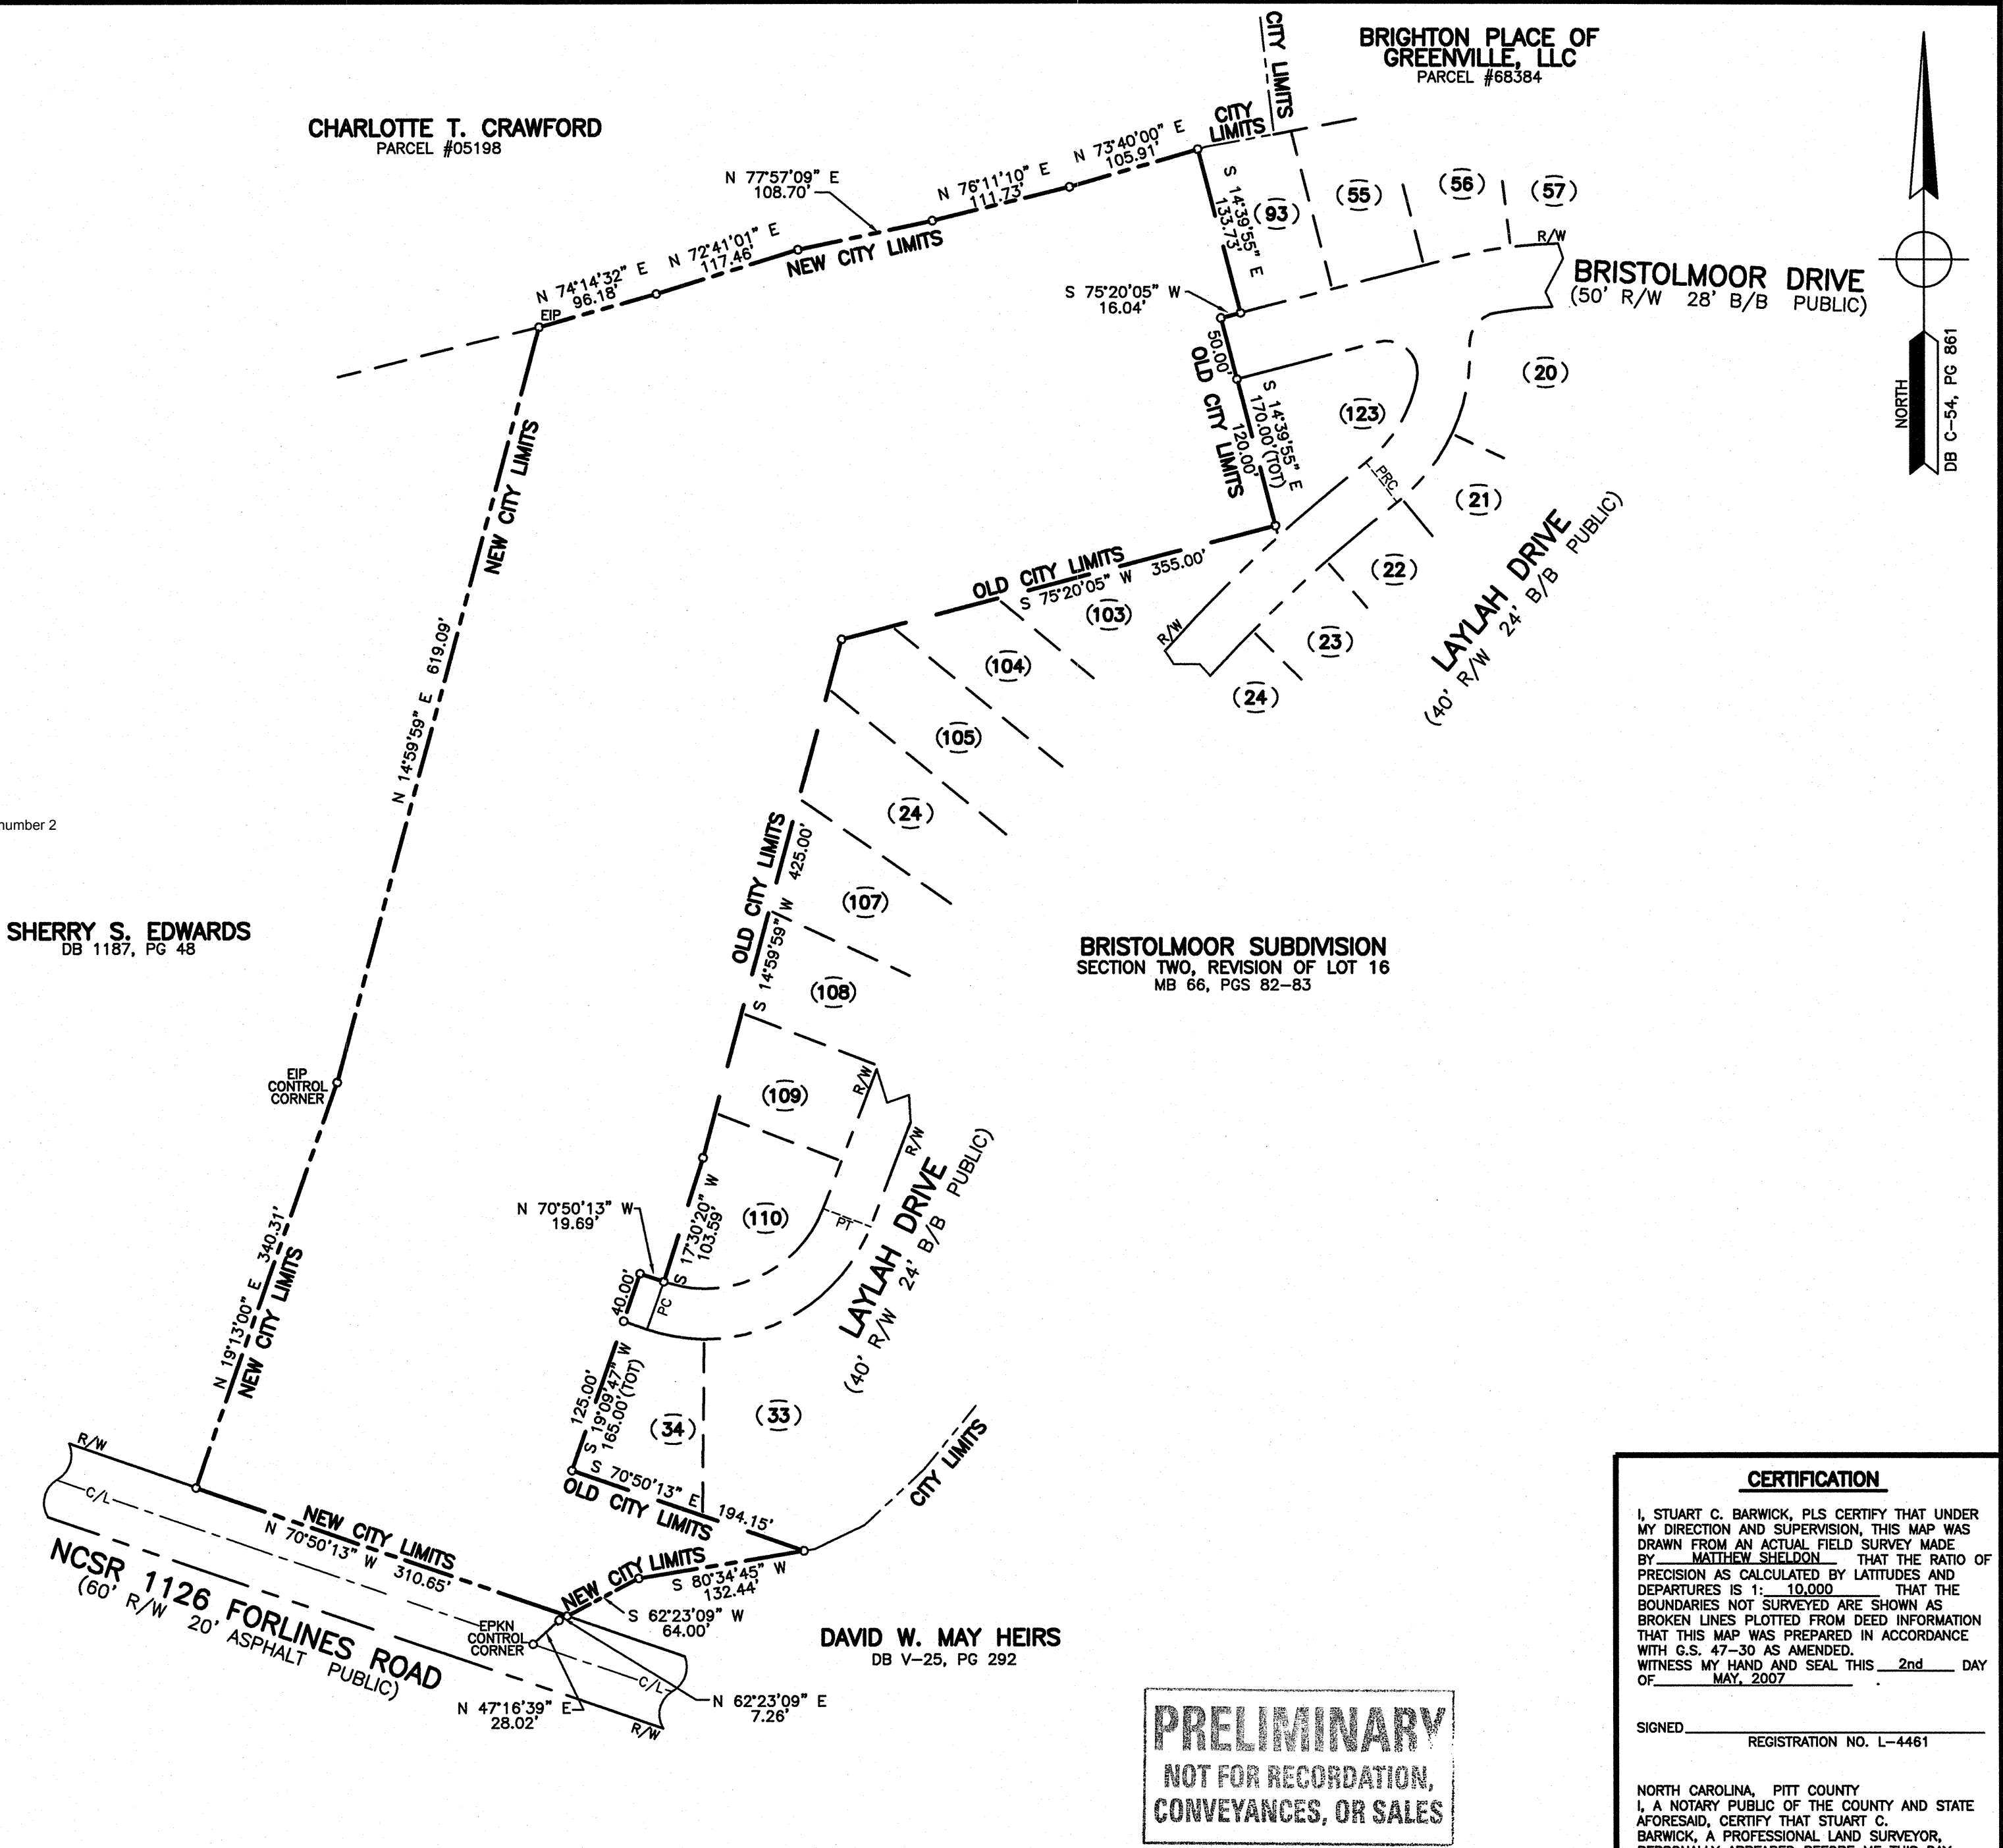 CITY LIMITS
BRIGHTON PLACE OF
GREENVILLE, LLC
PARCEL #68384
CHARLOTTE T. CRAWFORD
PARCEL #05198
CITY
LIMITS
N 73°40'00" E
105.91'
N 76°11'10" E
111.73'
N 77°57'09" E
108.70'
N 72°41'01" E
117.46'
N 74°14'32" E
96.18'
EIP
NEW CITY LIMITS
S 14°39'55" E
133.73'
(93)
(55)
(56)
(57)
R/W
BRISTOLMOOR DRIVE
(50' R/W 28' B/B PUBLIC)
S 75°20'05" W
16.04'
50.00'
OLD CITY LIMITS
S 14°39'55" E
170.00'(TOT)
120.00'
(123)
(20)
NORTH
DB C-54, PG 861
PRC
(21)
(22)
(23)
(24)
LAYLAH DRIVE
(40' R/W 24' B/B PUBLIC)
R/W
OLD CITY LIMITS
S 75°20'05" W 355.00'
(103)
(104)
(105)
(24)
(107)
(108)
(109)
(110)
NEW CITY LIMITS
N 14°59'59" E 619.09'
number 2
SHERRY S. EDWARDS
DB 1187, PG 48
OLD CITY LIMITS
S 14°59'59" W 425.00'
BRISTOLMOOR SUBDIVISION
SECTION TWO, REVISION OF LOT 16
MB 66, PGS 82-83
EIP
CONTROL
CORNER
R/W
R/W
LAYLAH DRIVE
(40' R/W 24' B/B PUBLIC)
PT
N 70°50'13" W
19.69'
S 17°30'20" W
103.59'
40.00'
PC
N 19°13'00" E 340.31'
NEW CITY LIMITS
125.00'
S 19°09'47" W
165.00'(TOT)
(34)
(33)
CITY LIMITS
S 70°50'13" E 194.15'
OLD CITY LIMITS
R/W
C/L
NEW CITY LIMITS
N 70°50'13" W 310.65'
NEW CITY LIMITS
S 80°34'45" W
132.44'
S 62°23'09" W
64.00'
NCSR 1126 FORLINES ROAD
(60' R/W 20' ASPHALT PUBLIC)
EPKN
CONTROL
CORNER
C/L
R/W
N 47°16'39" E
28.02'
N 62°23'09" E
7.26'
DAVID W. MAY HEIRS
DB V-25, PG 292
PRELIMINARY
NOT FOR RECORDATION,
CONVEYANCES, OR SALES
CERTIFICATION
I, STUART C. BARWICK, PLS CERTIFY THAT UNDER
MY DIRECTION AND SUPERVISION, THIS MAP WAS
DRAWN FROM AN ACTUAL FIELD SURVEY MADE
BY MATTHEW SHELDON THAT THE RATIO OF
PRECISION AS CALCULATED BY LATITUDES AND
DEPARTURES IS 1: 10,000 THAT THE
BOUNDARIES NOT SURVEYED ARE SHOWN AS
BROKEN LINES PLOTTED FROM DEED INFORMATION
THAT THIS MAP WAS PREPARED IN ACCORDANCE
WITH G.S. 47-30 AS AMENDED.
WITNESS MY HAND AND SEAL THIS 2nd DAY
OF MAY, 2007 .
SIGNED
REGISTRATION NO. L-4461
NORTH CAROLINA, PITT COUNTY
I, A NOTARY PUBLIC OF THE COUNTY AND STATE
AFORESAID, CERTIFY THAT STUART C.
BARWICK, A PROFESSIONAL LAND SURVEYOR,